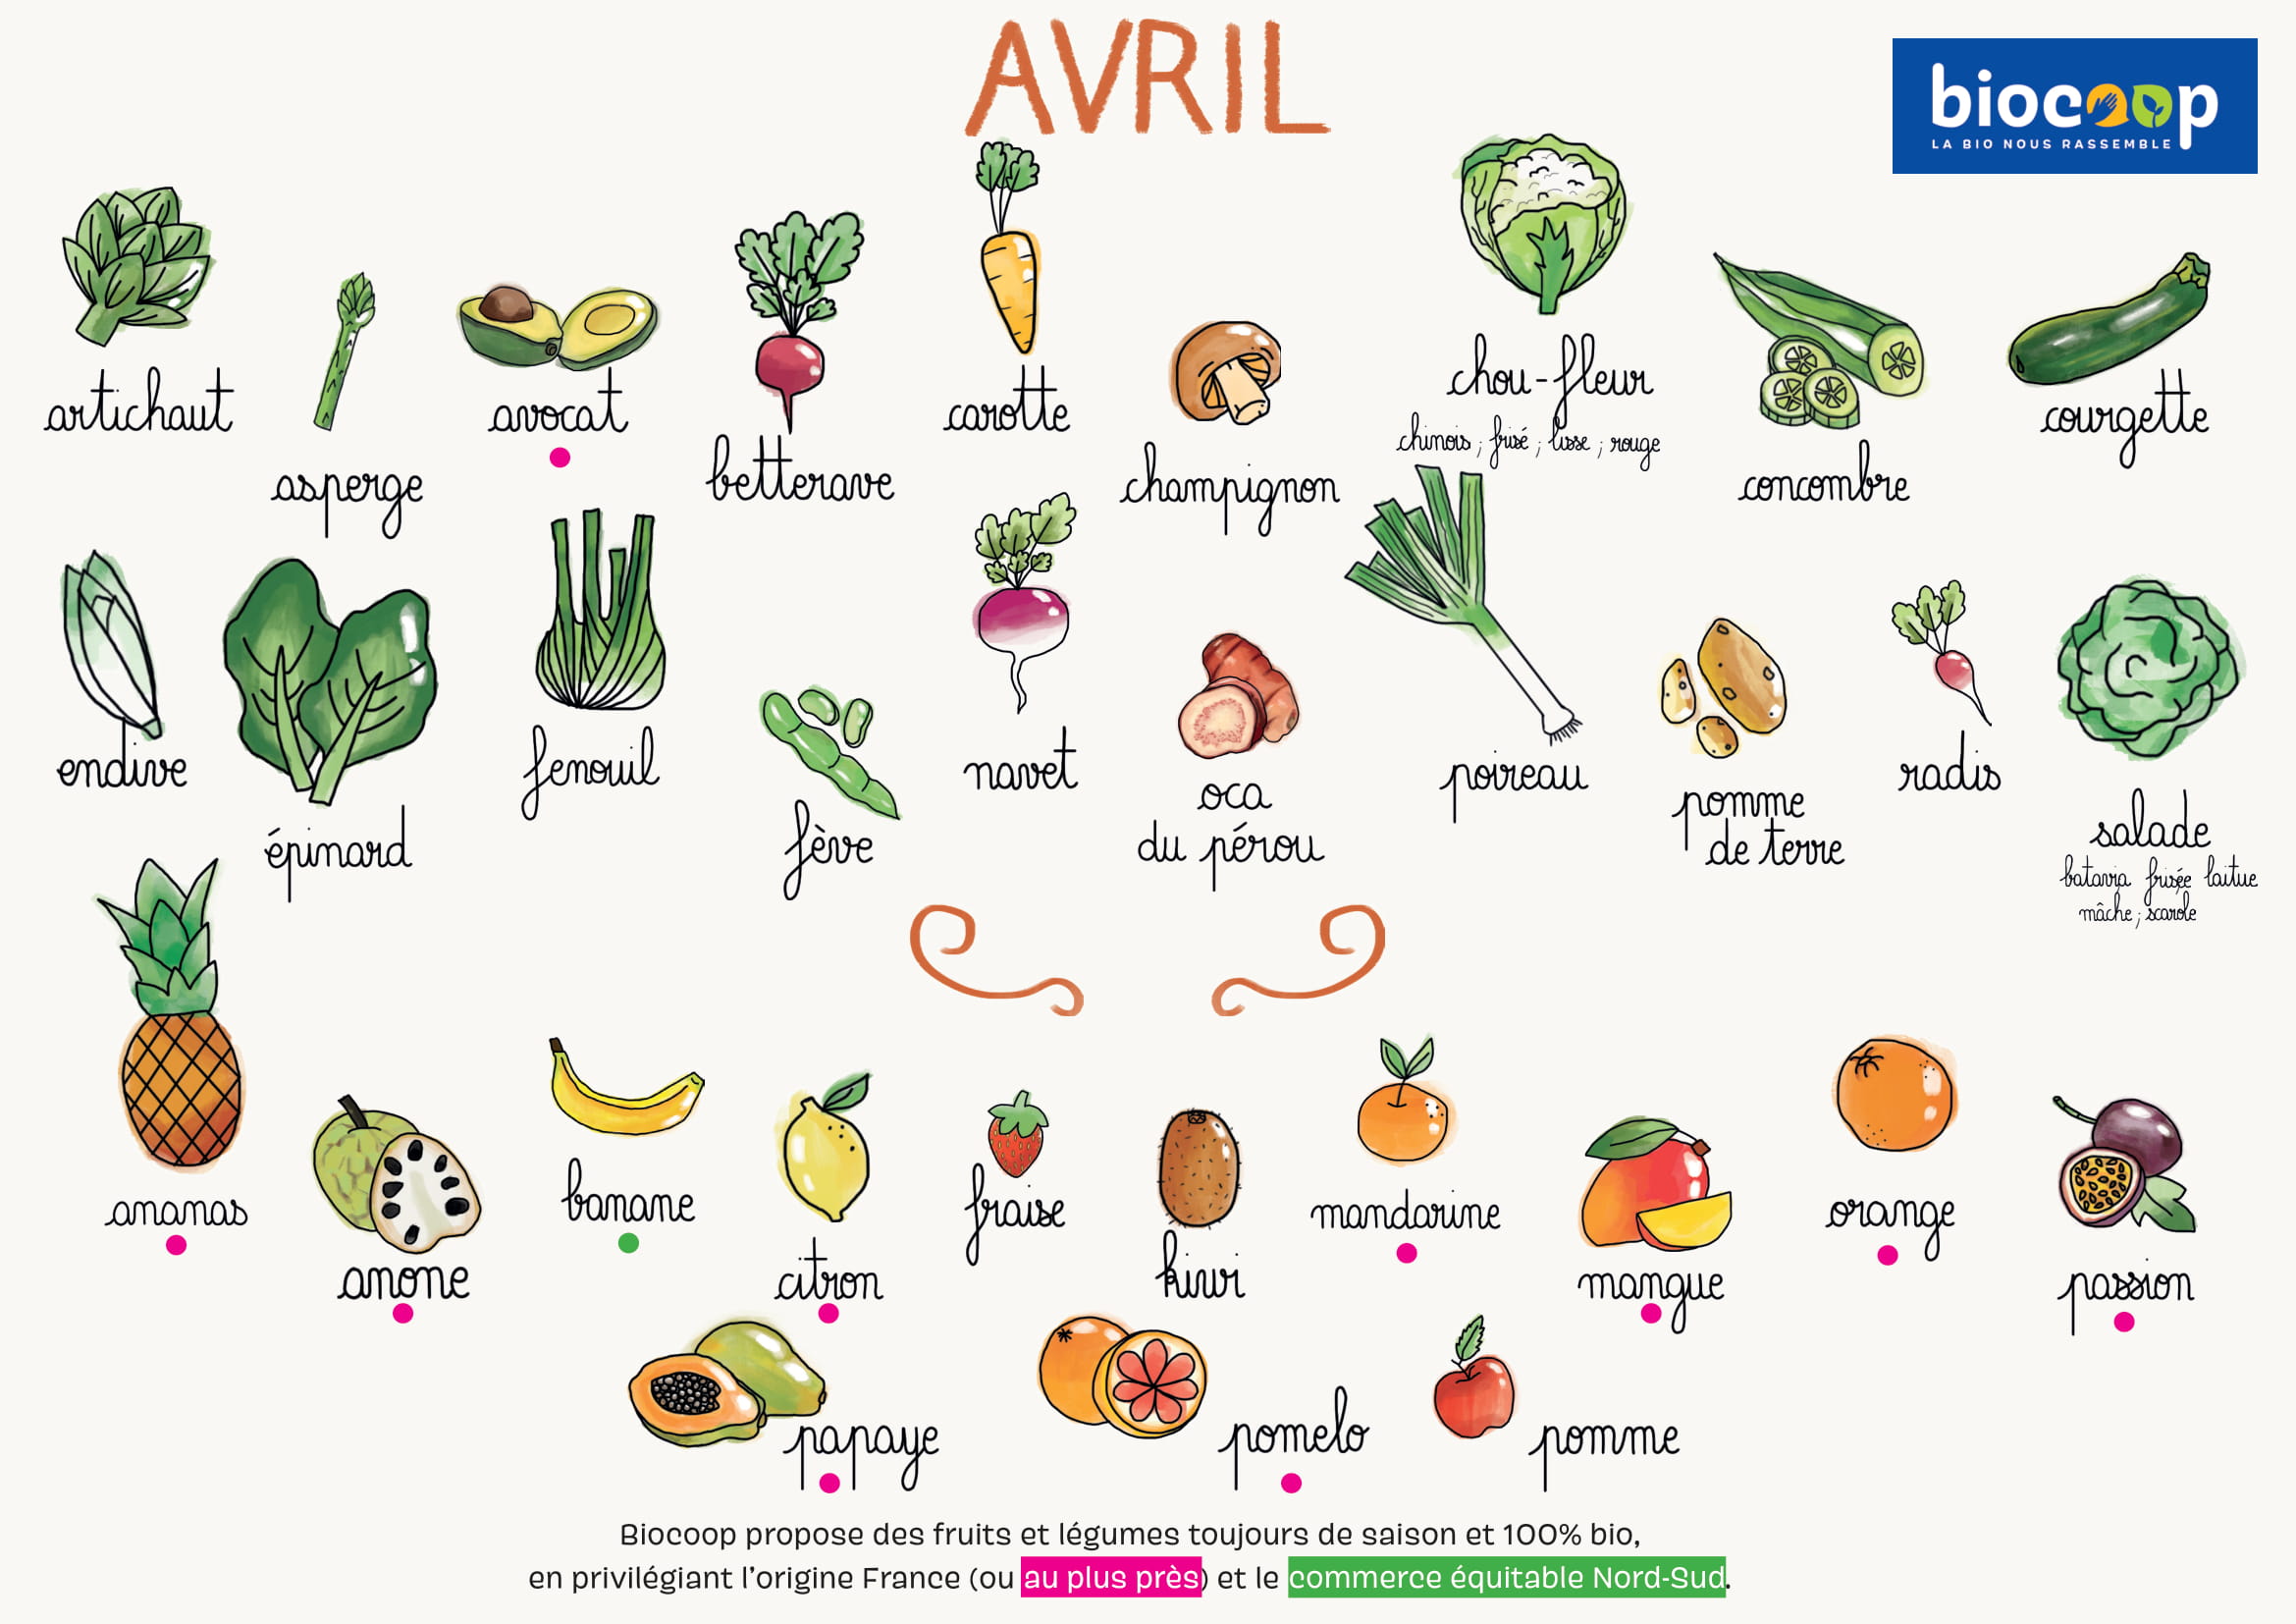 AVRIL
biocoop
LA BIO NOUS RASSEMBLE
artichaut
asperge
avocat
betterave
carotte
champignon
chou-fleur
chinois ; frisé ; lisse ; rouge
concombre
courgette
endive
épinard
fenouil
fève
navet
oca
du pérou
poireau
pomme
de terre
radis
salade
batavia frisée laitue
mâche ; scarole
ananas
anone
banane
citron
fraise
kiwi
mandarine
mangue
orange
passion
papaye
pomelo
pomme
Biocoop propose des fruits et légumes toujours de saison et 100% bio,
en privilégiant l'origine France (ou au plus près) et le commerce équitable Nord-Sud.